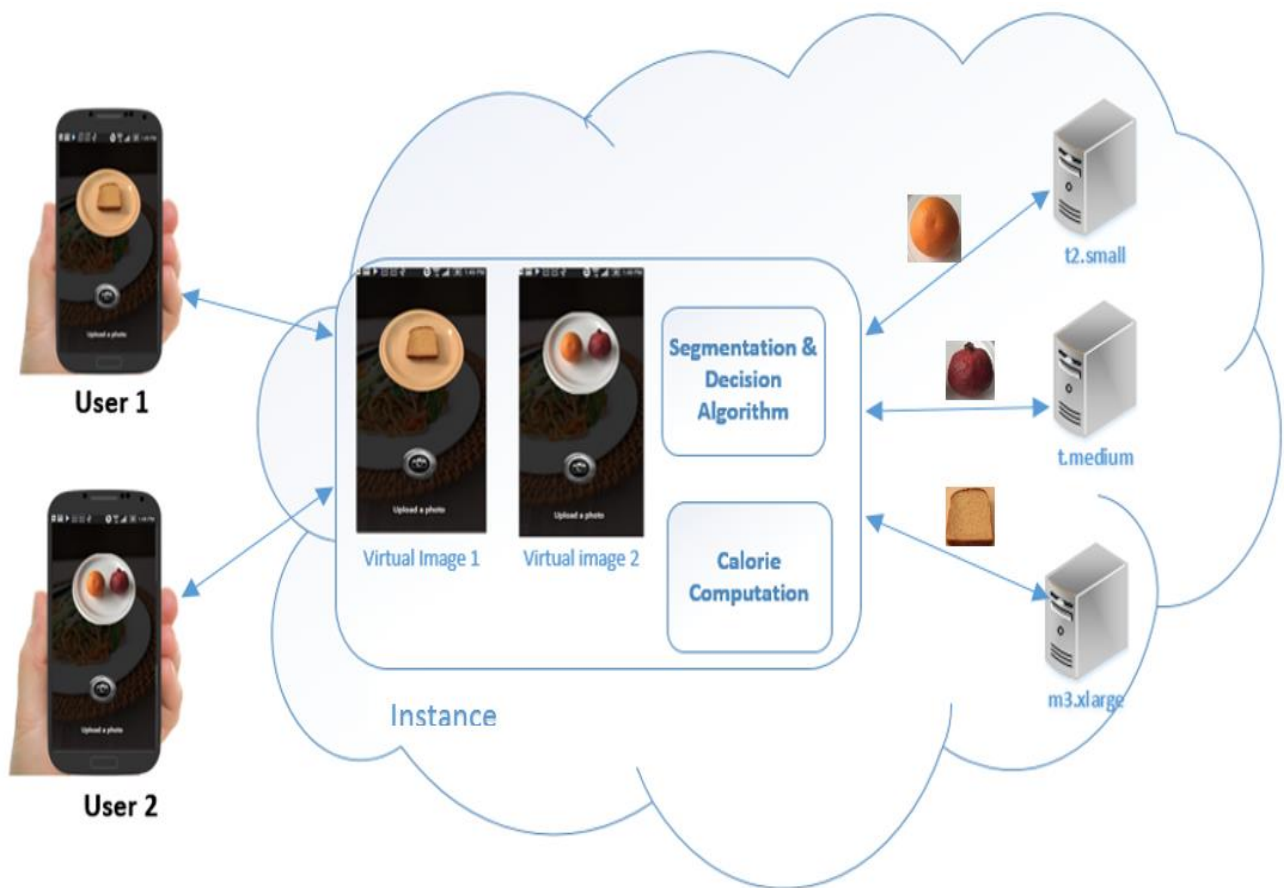 User 1
Upload a photo
User 2
Upload a photo
Upload a photo
Virtual Image 1
Upload a photo
Virtual image 2
Segmentation &
Decision
Algorithm
Calorie
Computation
Instance
t2.small
t.medium
m3.xlarge